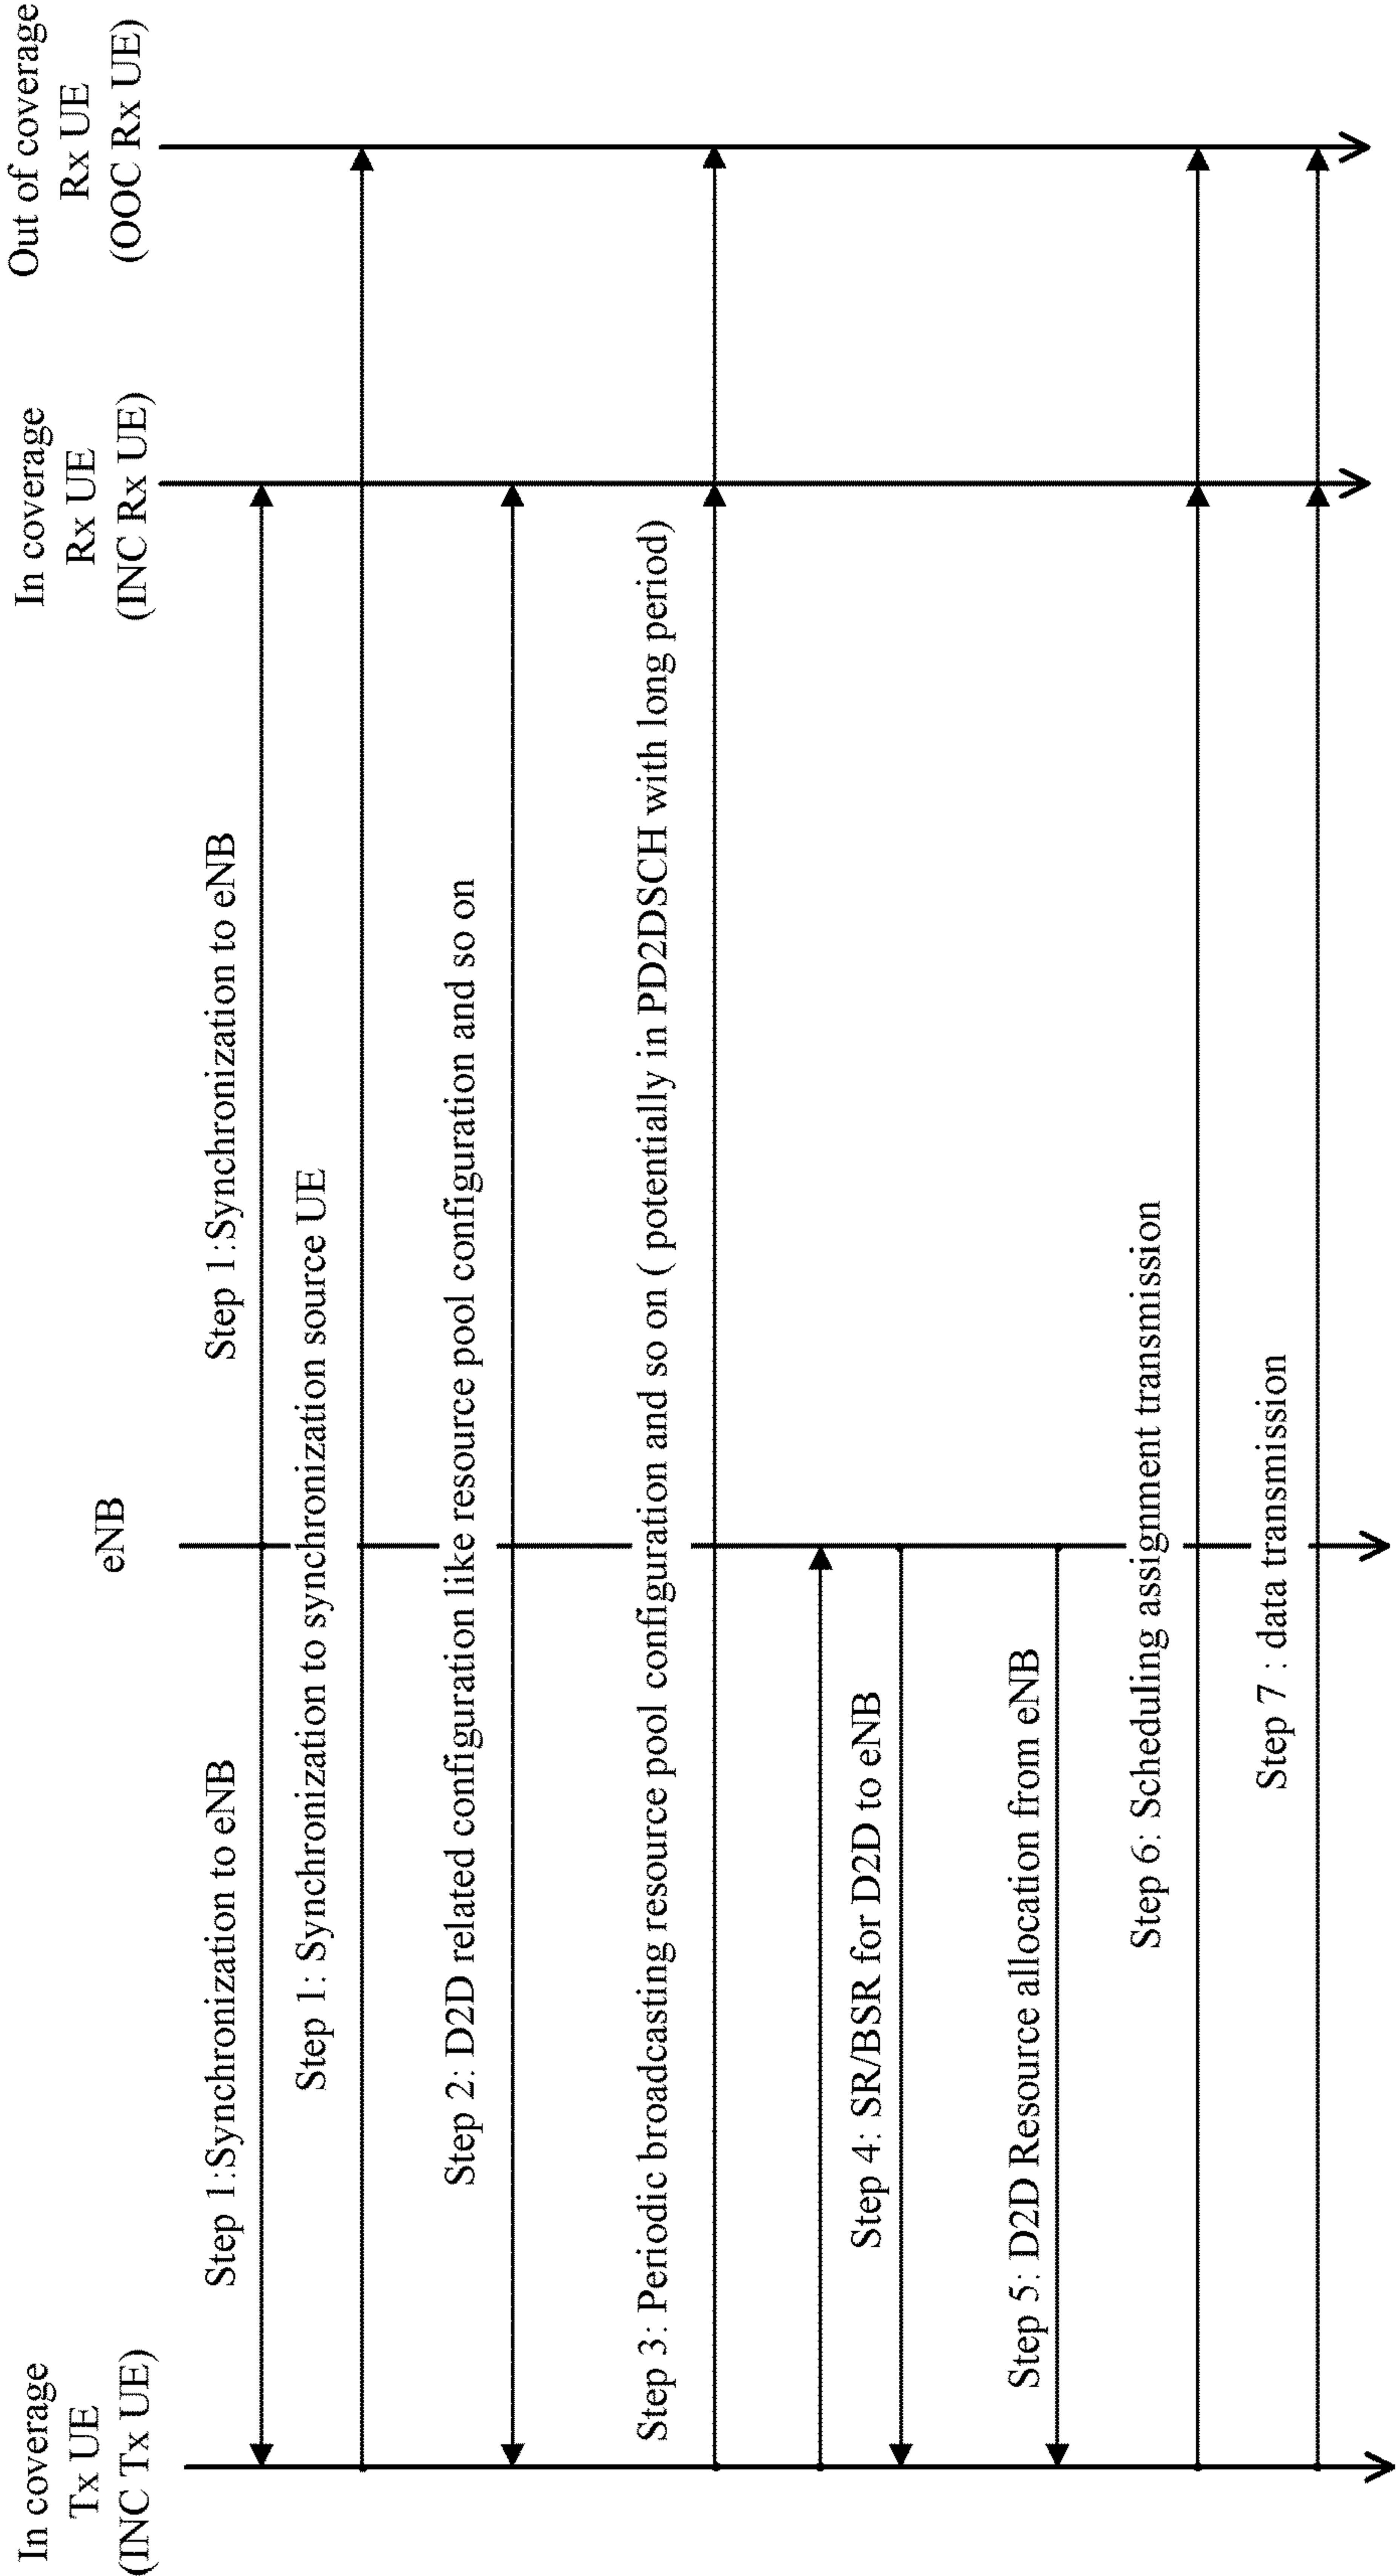 In coverage
Tx UE
(INC Tx UE)
eNB
In coverage
Rx UE
(INC Rx UE)
Out of coverage
Rx UE
(OOC Rx UE)
Step 1:Synchronization to eNB
Step 1:Synchronization to eNB
Step 1: Synchronization to synchronization source UE
Step 2: D2D related configuration like resource pool configuration and so on
Step 3: Periodic broadcasting resource pool configuration and so on ( potentially in PD2DSCH with long period)
Step 4: SR/BSR for D2D to eNB
Step 5: D2D Resource allocation from eNB
Step 6: Scheduling assignment transmission
Step 7 : data transmission